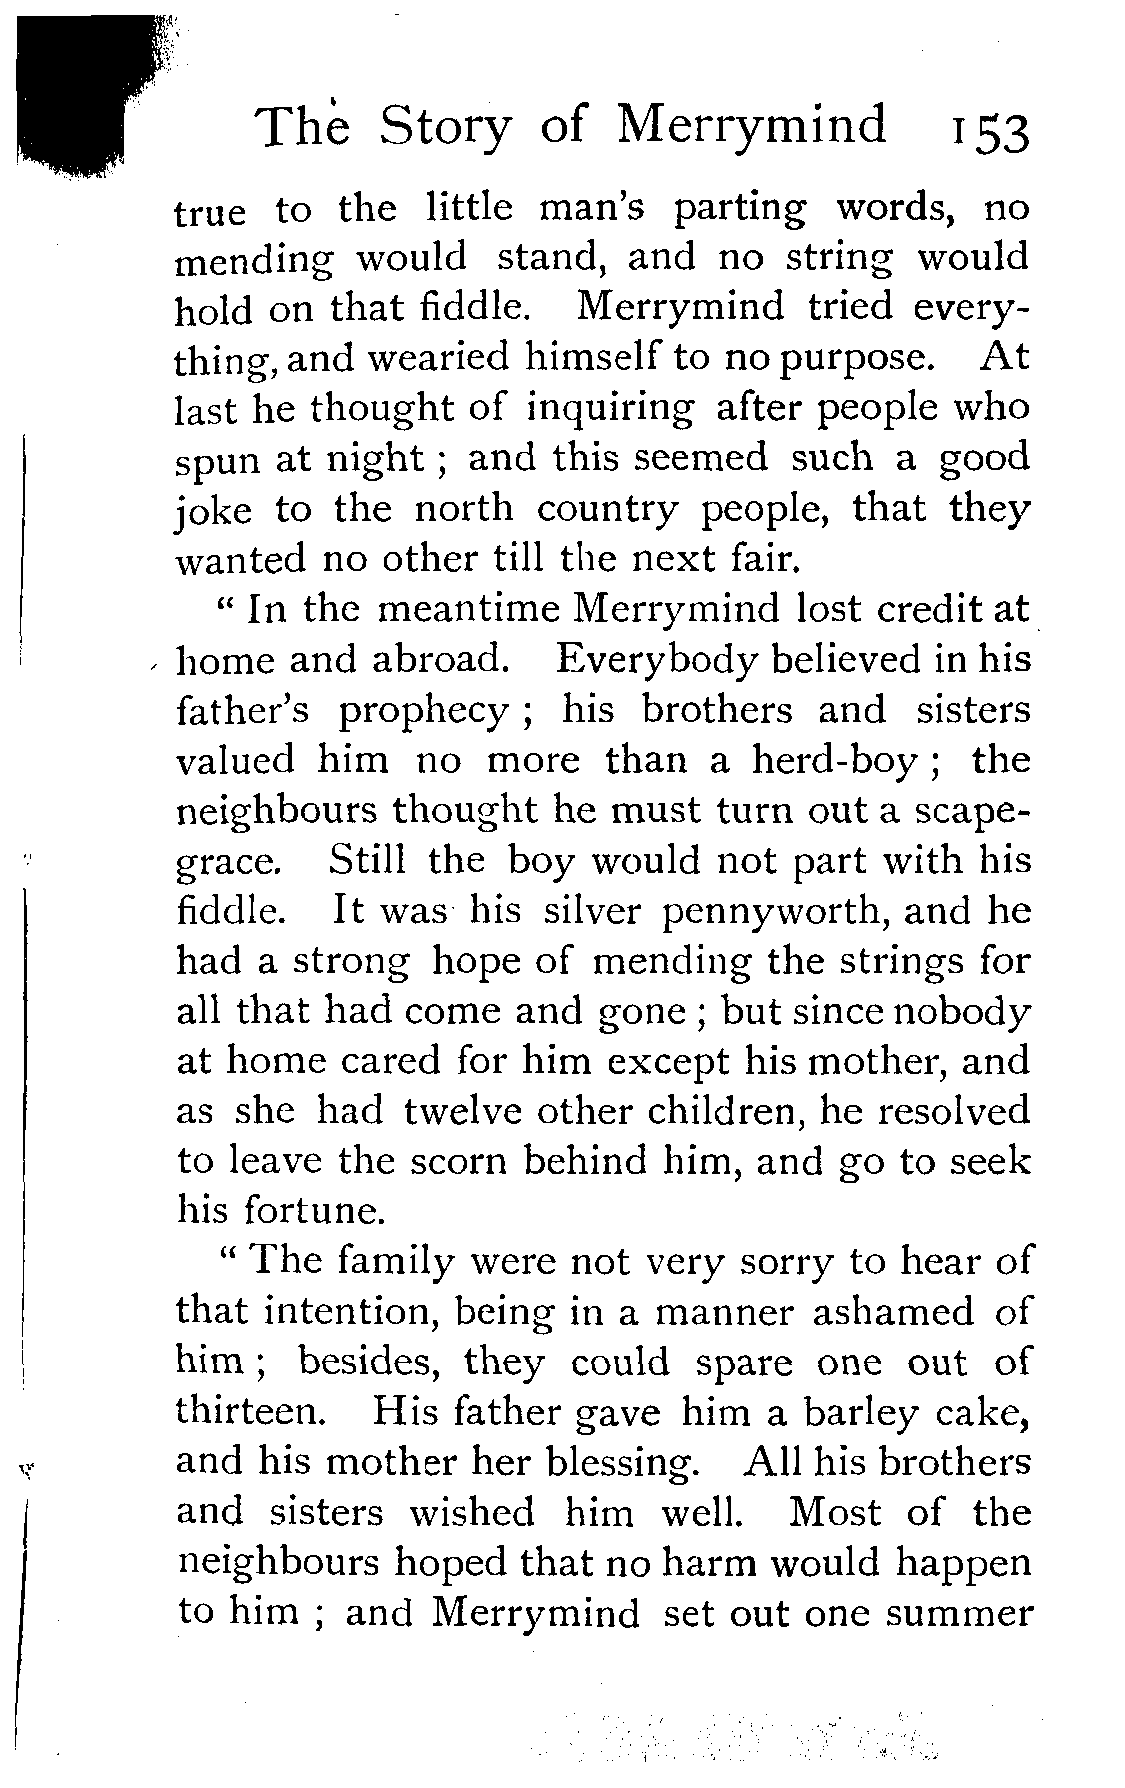 The Story of Merrymind 153
true to the little man's parting words, no
mending would stand, and no string would
hold on that fiddle. Merrymind tried every-
thing, and wearied himself to no purpose. At
last he thought of inquiring after people who
spun at night ; and this seemed such a good
joke to the north country people, that they
wanted no other till the next fair.
“ In the meantime Merrymind lost credit at
home and abroad. Everybody believed in his
father's prophecy ; his brothers and sisters
valued him no more than a herd-boy ; the
neighbours thought he must turn out a scape-
grace. Still the boy would not part with his
fiddle. It was his silver pennyworth, and he
had a strong hope of mending the strings for
all that had come and gone ; but since nobody
at home cared for him except his mother, and
as she had twelve other children, he resolved
to leave the scorn behind him, and go to seek
his fortune.
“ The family were not very sorry to hear of
that intention, being in a manner ashamed of
him ; besides, they could spare one out of
thirteen. His father gave him a barley cake,
and his mother her blessing. All his brothers
and sisters wished him well. Most of the
neighbours hoped that no harm would happen
to him ; and Merrymind set out one summer